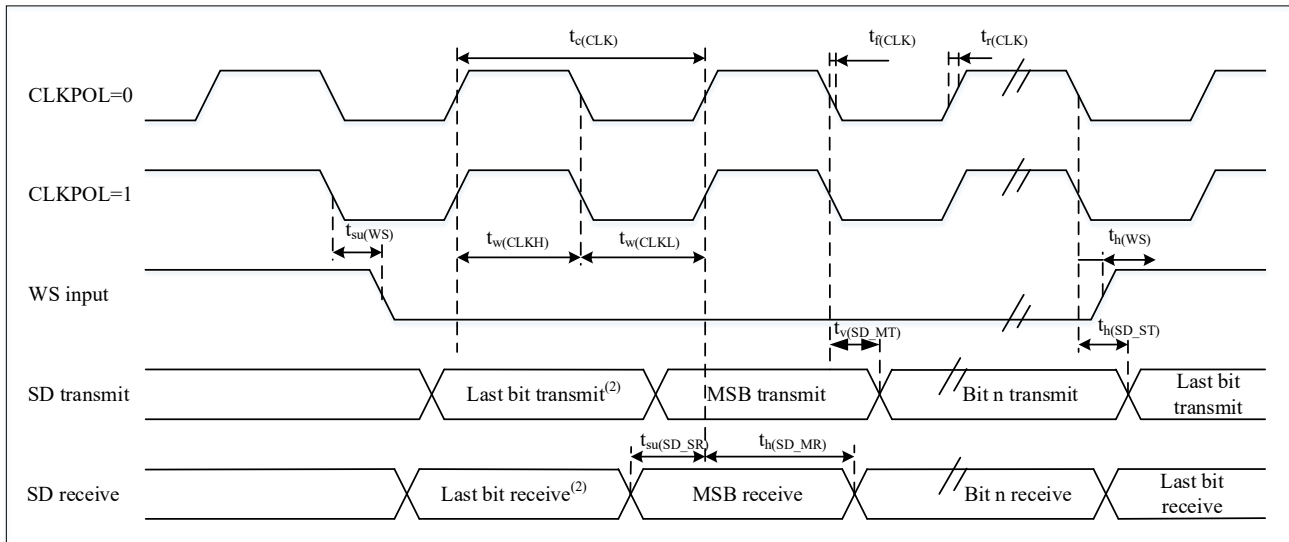 t_c(CLK)
t_f(CLK)
t_r(CLK)
CLKPOL=0
CLKPOL=1
t_su(WS)
t_w(CLKH)
t_w(CLKL)
t_h(WS)
WS input
t_v(SD_MT)
t_h(SD_ST)
SD transmit
Last bit transmit(2)
MSB transmit
Bit n transmit
Last bit
transmit
t_su(SD_SR)
t_h(SD_MR)
SD receive
Last bit receive(2)
MSB receive
Bit n receive
Last bit
receive